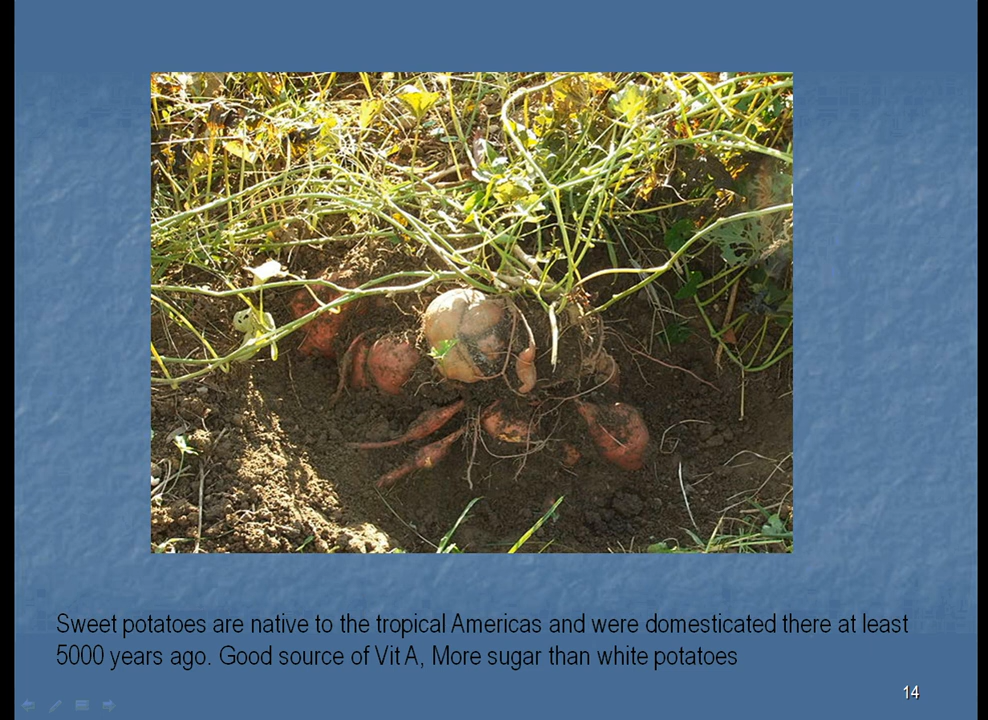 Sweet potatoes are native to the tropical Americas and were domesticated there at least
5000 years ago. Good source of Vit A, More sugar than white potatoes
14